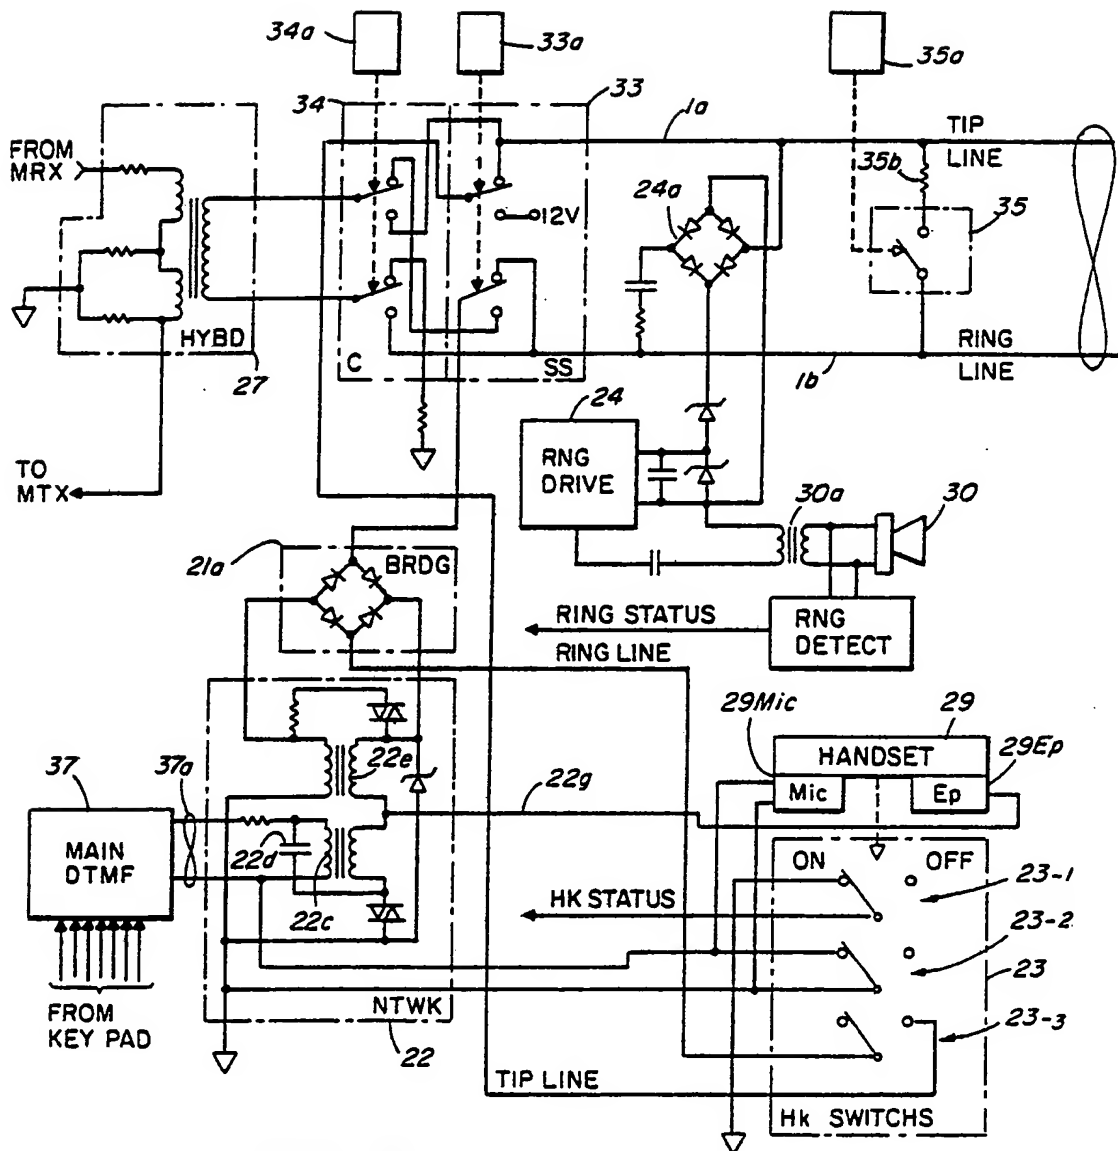 34a
33a
35a
34
33
1a
TIP
LINE
FROM
MRX
35b
24a
12V
35
HYBD
C
SS
RING
LINE
27
1b
24
TO
MTX
RNG
DRIVE
30a
30
21a
BRDG
RING STATUS
RNG
DETECT
RING LINE
29Mic
29
HANDSET
29Ep
22e
37
37a
22g
Mic
Ep
MAIN
DTMF
22d
22c
ON
OFF
23-1
HK STATUS
23-2
23
FROM
KEY PAD
NTWK
22
23-3
TIP LINE
Hk SWITCHS